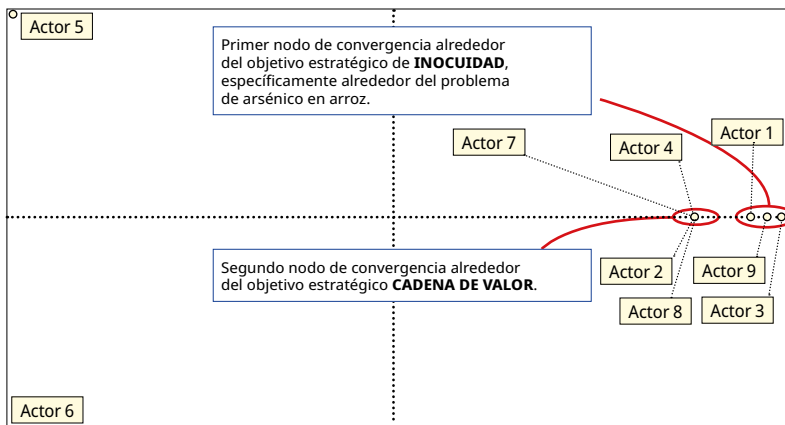 Actor 5
Primer nodo de convergencia alrededor
del objetivo estratégico de INOCUIDAD,
específicamente alrededor del problema
de arsénico en arroz.
Actor 1
Actor 7
Actor 4
Segundo nodo de convergencia alrededor
del objetivo estratégico CADENA DE VALOR.
Actor 2
Actor 9
Actor 8
Actor 3
Actor 6